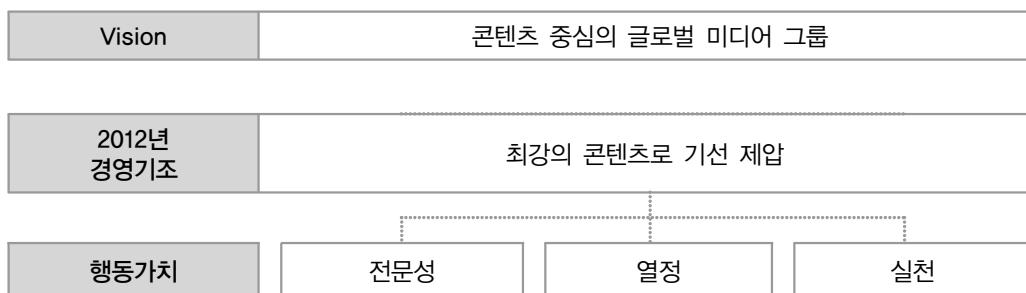 Vision
콘텐츠 중심의 글로벌 미디어 그룹
2012년
경영기조
최강의 콘텐츠로 기선 제압
행동가치
전문성
열정
실천